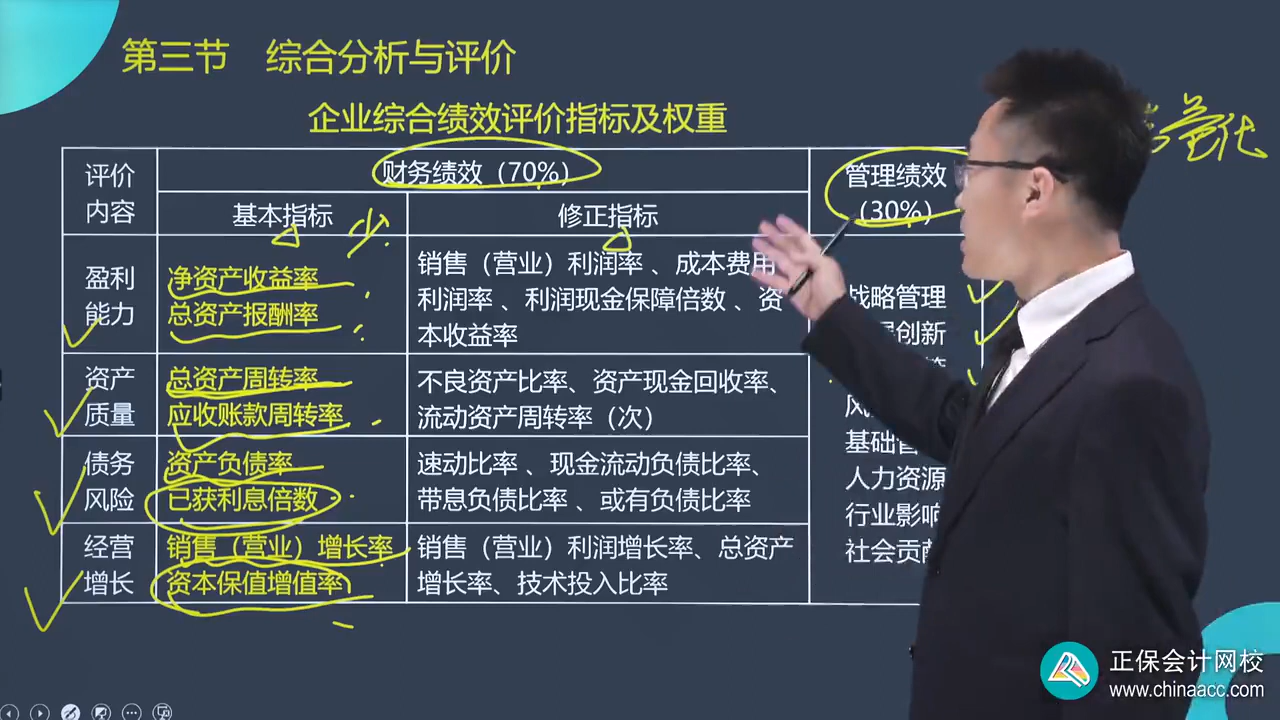 第三节 综合分析与评价
企业综合绩效评价指标及权重
评价
内容
财务绩效（70%）
管理绩效
（30%）
基本指标
少
修正指标
量化
盈利
能力
净资产收益率
总资产报酬率
销售（营业）利润率 、成本费用
利润率 、利润现金保障倍数 、资
本收益率
资产
质量
总资产周转率
应收账款周转率
不良资产比率、资产现金回收率、
流动资产周转率（次）
债务
风险
资产负债率
已获利息倍数
速动比率 、现金流动负债比率、
带息负债比率 、或有负债比率
经营
增长
销售（营业）增长率
资本保值增值率
销售（营业）利润增长率、总资产
增长率、技术投入比率
战略管理
创新
风
基础管
人力资源
行业影响
社会贡献
正保会计网校
www.chinaacc.com